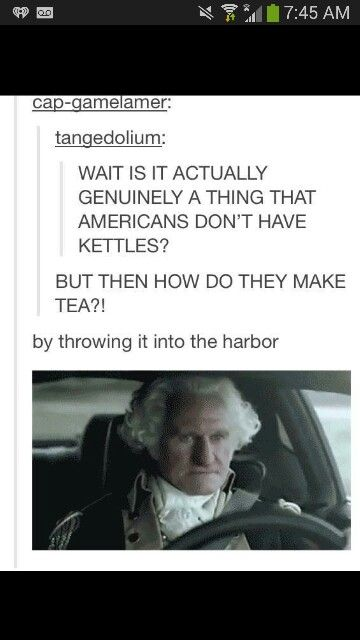 7:45 AM
cap-gamelamer:
tangedolium:
WAIT IS IT ACTUALLY
GENUINELY A THING THAT
AMERICANS DON'T HAVE
KETTLES?
BUT THEN HOW DO THEY MAKE
TEA?!
by throwing it into the harbor